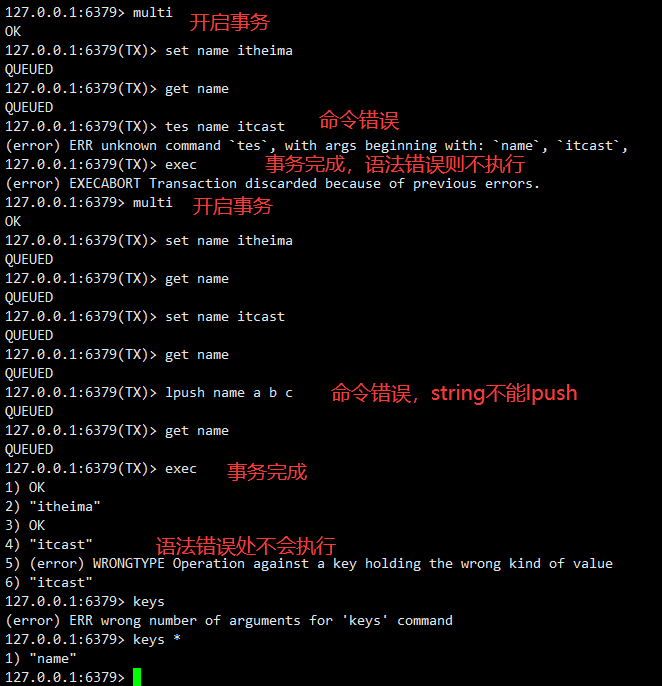 127.0.0.1:6379> multi 开启事务
OK
127.0.0.1:6379(TX)> set name itheima
QUEUED
127.0.0.1:6379(TX)> get name
QUEUED
127.0.0.1:6379(TX)> tes name itcast 命令错误
(error) ERR unknown command `tes`, with args beginning with: `name`, `itcast`,
127.0.0.1:6379(TX)> exec 事务完成，语法错误则不执行
(error) EXECABORT Transaction discarded because of previous errors.
127.0.0.1:6379> multi 开启事务
OK
127.0.0.1:6379(TX)> set name itheima
QUEUED
127.0.0.1:6379(TX)> get name
QUEUED
127.0.0.1:6379(TX)> set name itcast
QUEUED
127.0.0.1:6379(TX)> get name
QUEUED
127.0.0.1:6379(TX)> lpush name a b c 命令错误，string不能lpush
QUEUED
127.0.0.1:6379(TX)> get name
QUEUED
127.0.0.1:6379(TX)> exec 事务完成
1) OK
2) "itheima"
3) OK
4) "itcast" 语法错误处不会执行
5) (error) WRONGTYPE Operation against a key holding the wrong kind of value
6) "itcast"
127.0.0.1:6379> keys
(error) ERR wrong number of arguments for 'keys' command
127.0.0.1:6379> keys *
1) "name"
127.0.0.1:6379>